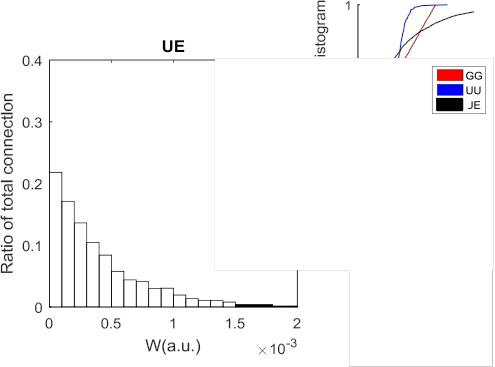 UE
0.4
0.3
0.2
0.1
0
0 0.5 1 1.5 2
×10-3
W(a.u.)
Ratio of total connection
1
istogram
GG
UU
JE